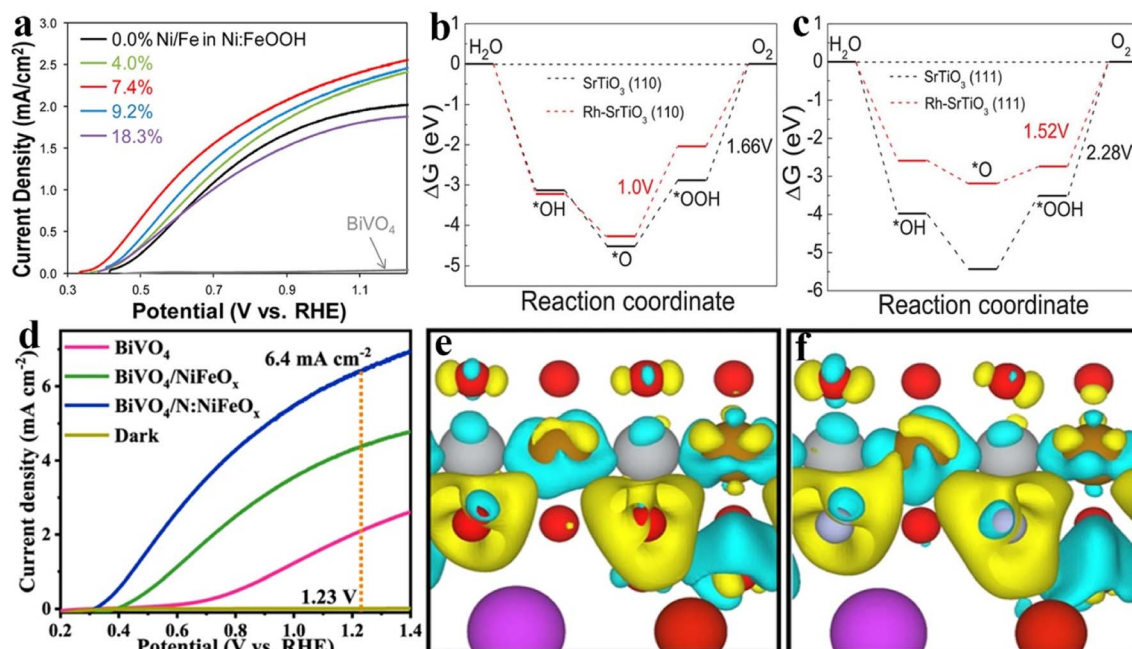 a
Current Density (mA/cm²)
3.0
2.5
2.0
1.5
1.0
0.5
0.0
0.0% Ni/Fe in Ni:FeOOH
4.0%
7.4%
9.2%
18.3%
BiVO₄
0.3 0.5 0.7 0.9 1.1
Potential (V vs. RHE)
b
ΔG (eV)
1
0
-1
-2
-3
-4
-5
H₂O
O₂
SrTiO₃ (110)
Rh-SrTiO₃ (110)
1.66V
1.0V
*OH
*OOH
*O
Reaction coordinate
c
ΔG (eV)
1
0
-1
-2
-3
-4
-5
-6
H₂O
O₂
SrTiO₃ (111)
Rh-SrTiO₃ (111)
1.52V
2.28V
*O
*OH
*OOH
Reaction coordinate
d
Current density (mA cm⁻²)
6
4
2
0
BiVO₄
BiVO₄/NiFeOₓ
BiVO₄/N:NiFeOₓ
Dark
6.4 mA cm⁻²
1.23 V
0.2 0.4 0.6 0.8 1.0 1.2 1.4
Potential (V vs. RHE)
e
f